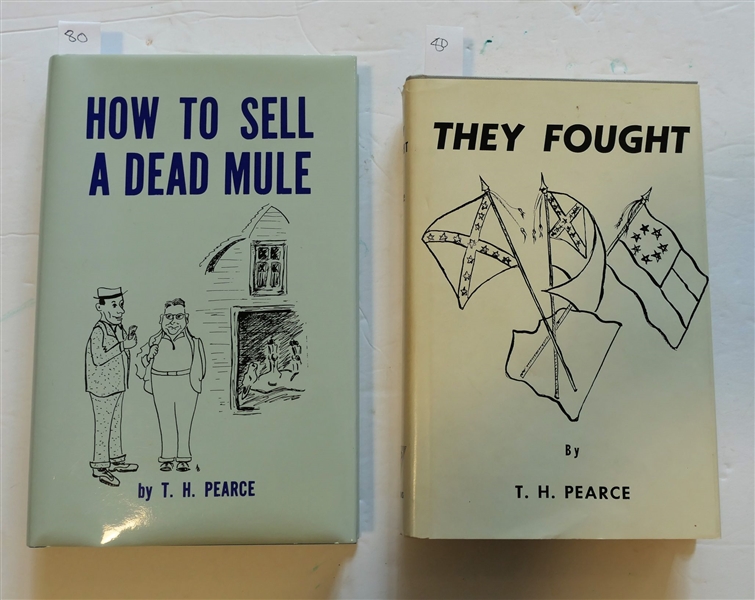 80
HOW TO SELL
A DEAD MULE
by T. H. PEARCE
40
THEY FOUGHT
By
T. H. PEARCE